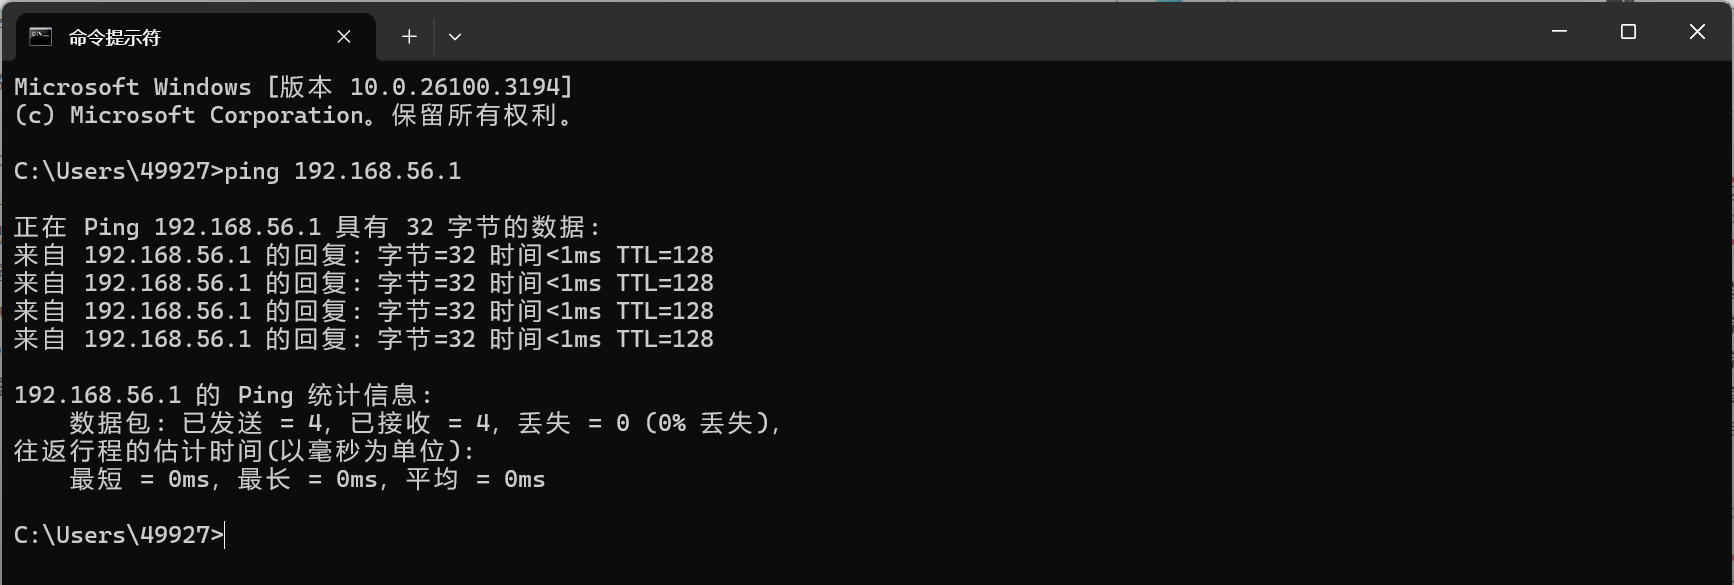 命令提示符
Microsoft Windows [版本 10.0.26100.3194]
(c) Microsoft Corporation。保留所有权利。
C:\Users\49927>ping 192.168.56.1
正在 Ping 192.168.56.1 具有 32 字节的数据:
来自 192.168.56.1 的回复: 字节=32 时间<1ms TTL=128
来自 192.168.56.1 的回复: 字节=32 时间<1ms TTL=128
来自 192.168.56.1 的回复: 字节=32 时间<1ms TTL=128
来自 192.168.56.1 的回复: 字节=32 时间<1ms TTL=128
192.168.56.1 的 Ping 统计信息:
    数据包: 已发送 = 4，已接收 = 4，丢失 = 0 (0% 丢失)，
往返行程的估计时间(以毫秒为单位):
    最短 = 0ms，最长 = 0ms，平均 = 0ms
C:\Users\49927>